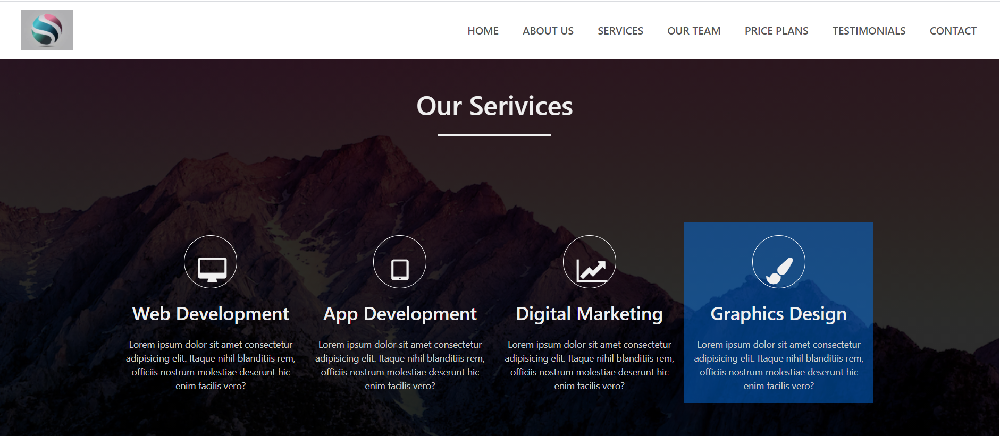 HOME ABOUT US SERVICES OUR TEAM PRICE PLANS TESTIMONIALS CONTACT
Our Serivices
Web Development
Lorem ipsum dolor sit amet consectetur
adipisicing elit. Itaque nihil blanditiis rem,
officiis nostrum molestiae deserunt hic
enim facilis vero?
App Development
Lorem ipsum dolor sit amet consectetur
adipisicing elit. Itaque nihil blanditiis rem,
officiis nostrum molestiae deserunt hic
enim facilis vero?
Digital Marketing
Lorem ipsum dolor sit amet consectetur
adipisicing elit. Itaque nihil blanditiis rem,
officiis nostrum molestiae deserunt hic
enim facilis vero?
Graphics Design
Lorem ipsum dolor sit amet consectetur
adipisicing elit. Itaque nihil blanditiis rem,
officiis nostrum molestiae deserunt hic
enim facilis vero?